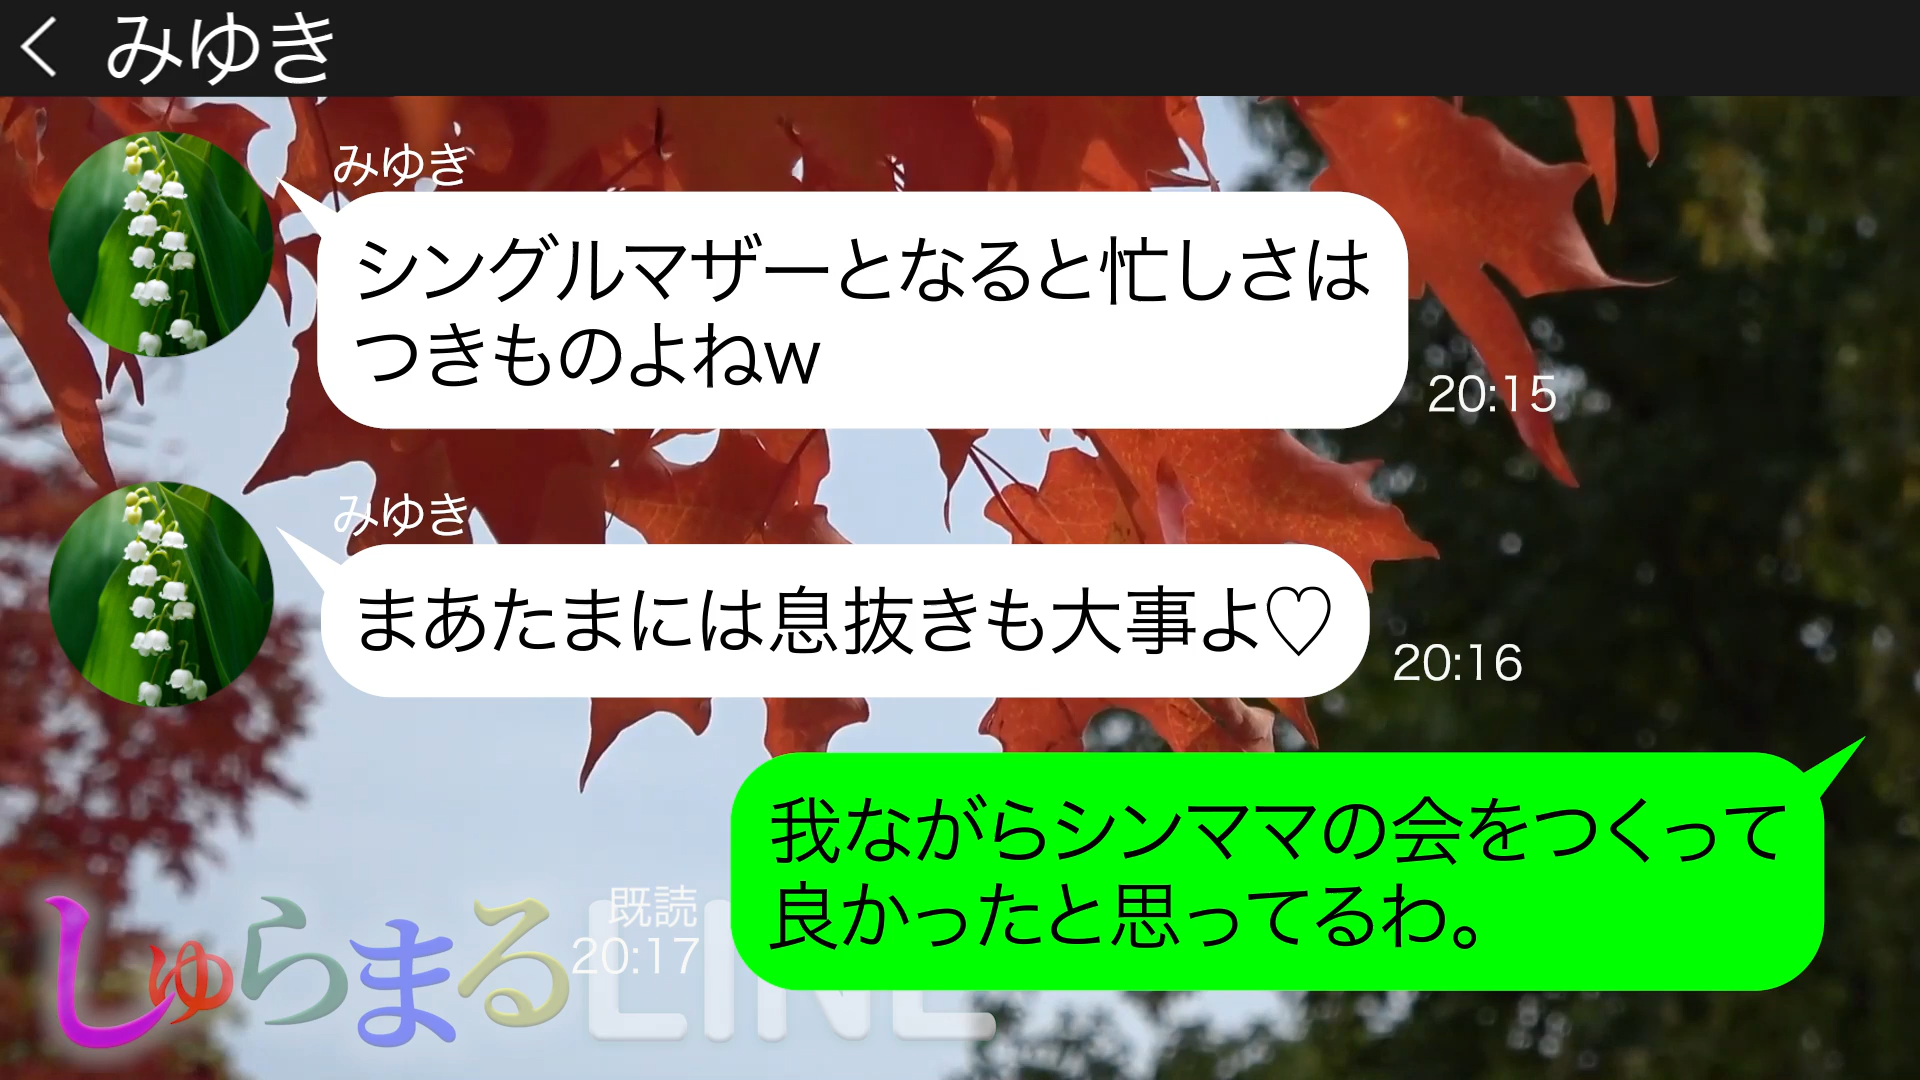 みゆき
みゆき
シングルマザーとなると忙しさは
つきものよねw
20:15
みゆき
まあたまには息抜きも大事よ♡
20:16
我ながらシンママの会をつくって
良かったと思ってるわ。
既読
20:17
しゅらまるLINE